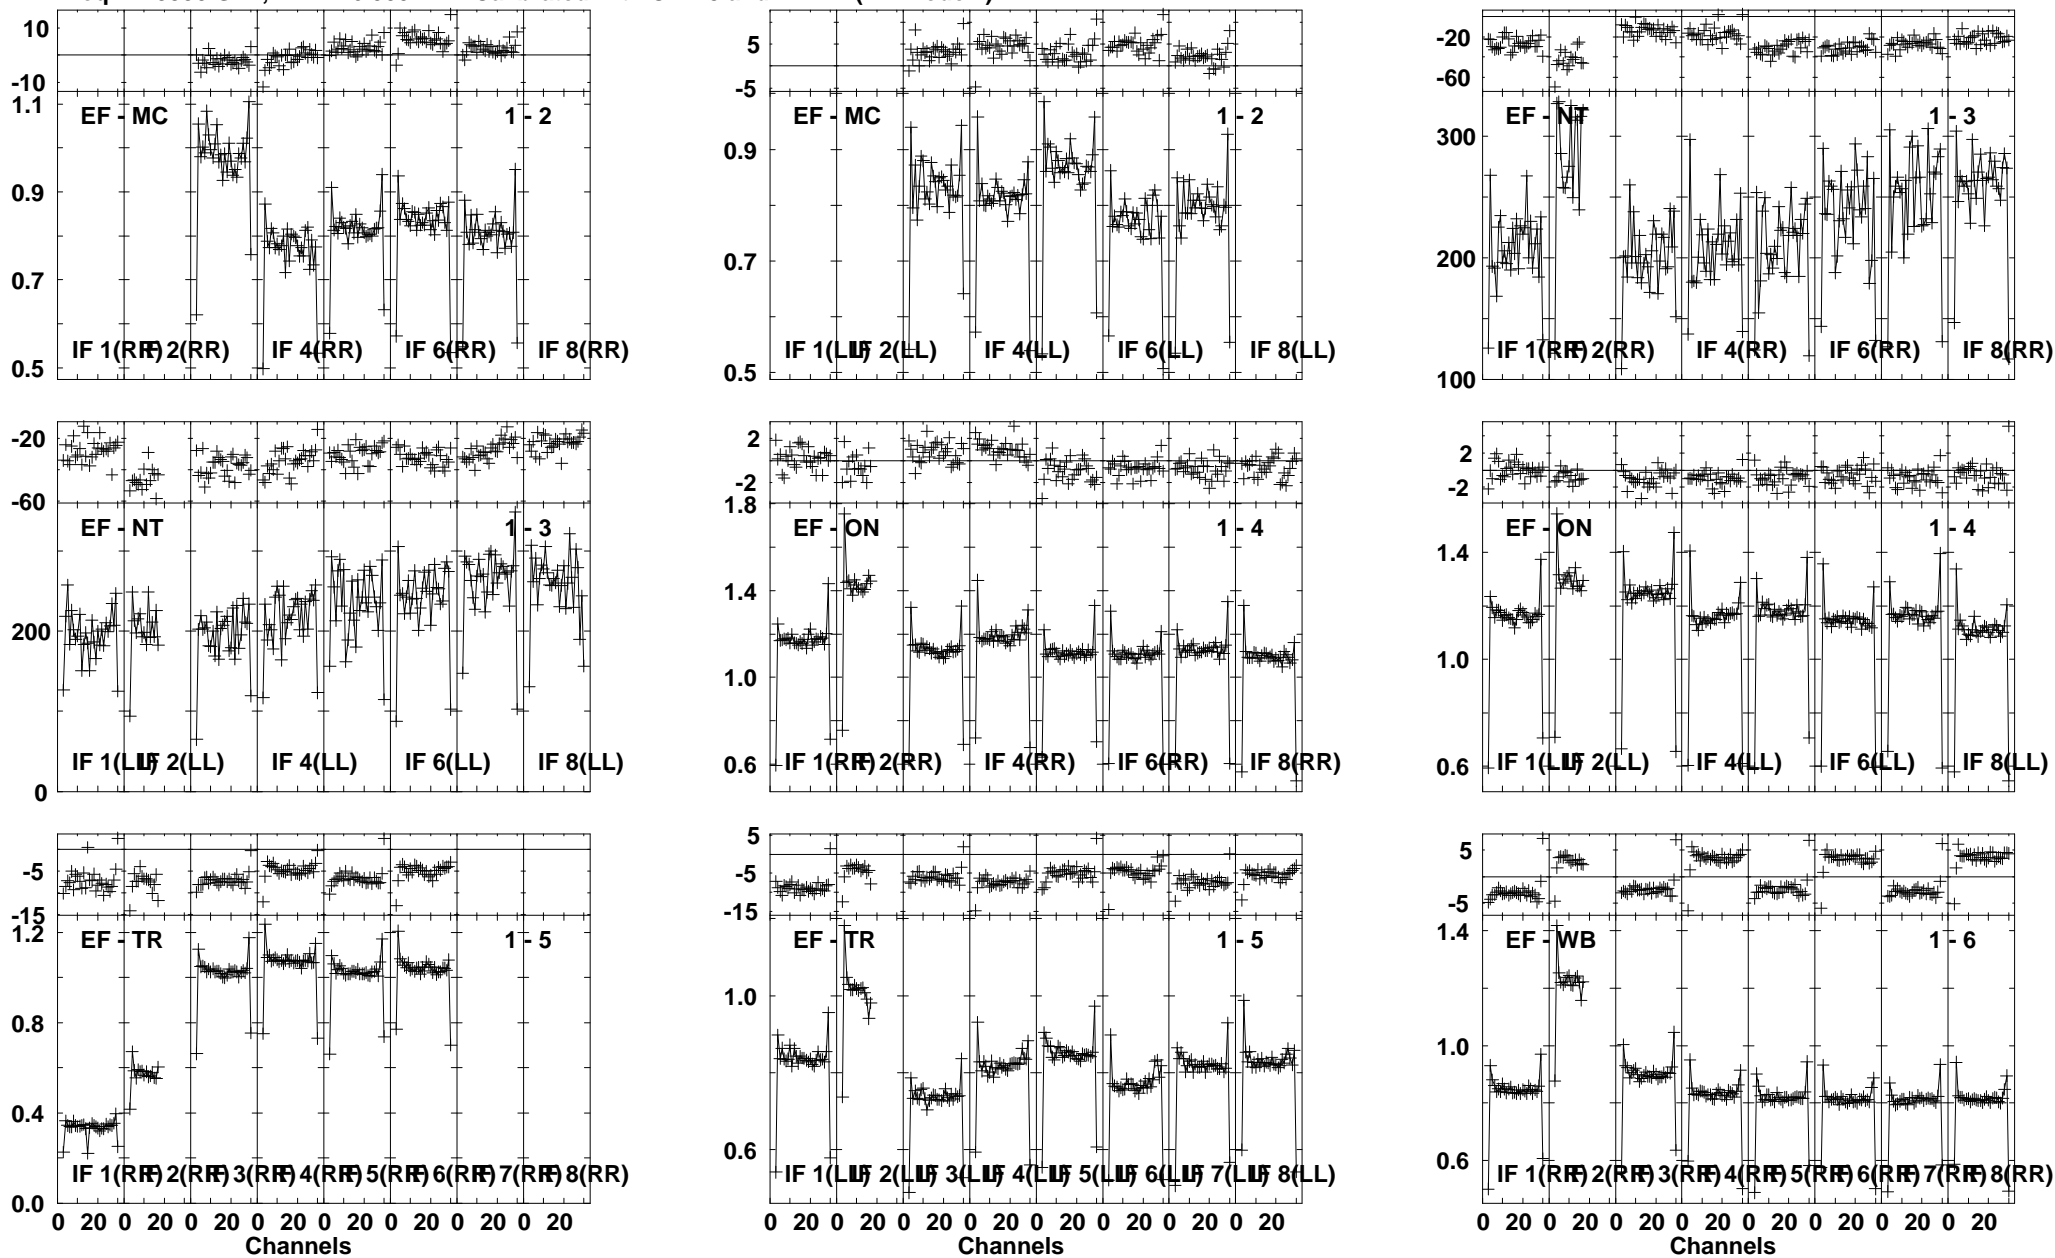 10
-10
1.1
0.9
0.7
0.5
EF - MC
1 - 2
IF 1(RR)
IF 2(RR)
IF 4(RR)
IF 6(RR)
IF 8(RR)
5
-5
0.9
0.7
0.5
EF - MC
1 - 2
IF 1(LL)
IF 2(LL)
IF 4(LL)
IF 6(LL)
IF 8(LL)
-20
-60
300
200
100
EF - NT
1 - 3
IF 1(RR)
IF 2(RR)
IF 4(RR)
IF 6(RR)
IF 8(RR)
-20
-60
200
0
EF - NT
1 - 3
IF 1(LL)
IF 2(LL)
IF 4(LL)
IF 6(LL)
IF 8(LL)
2
-2
1.8
1.4
1.0
0.6
EF - ON
1 - 4
IF 1(RR)
IF 2(RR)
IF 4(RR)
IF 6(RR)
IF 8(RR)
2
-2
1.4
1.0
0.6
EF - ON
1 - 4
IF 1(LL)
IF 2(LL)
IF 4(LL)
IF 6(LL)
IF 8(LL)
-5
-15
1.2
0.8
0.4
0.0
EF - TR
1 - 5
IF 1(RR)
IF 2(RR)
IF 3(RR)
IF 4(RR)
IF 5(RR)
IF 6(RR)
IF 7(RR)
IF 8(RR)
0 20 0 20 0 20 0 20 0 20 0 20 0 20 0 20
Channels
5
-5
-15
1.0
0.6
EF - TR
1 - 5
IF 1(LL)
IF 2(LL)
IF 3(LL)
IF 4(LL)
IF 5(LL)
IF 6(LL)
IF 7(LL)
IF 8(LL)
0 20 0 20 0 20 0 20 0 20 0 20 0 20 0 20
Channels
5
-5
1.4
1.0
0.6
EF - WB
1 - 6
IF 1(RR)
IF 2(RR)
IF 3(RR)
IF 4(RR)
IF 5(RR)
IF 6(RR)
IF 7(RR)
IF 8(RR)
0 20 0 20 0 20 0 20 0 20 0 20 0 20 0 20
Channels